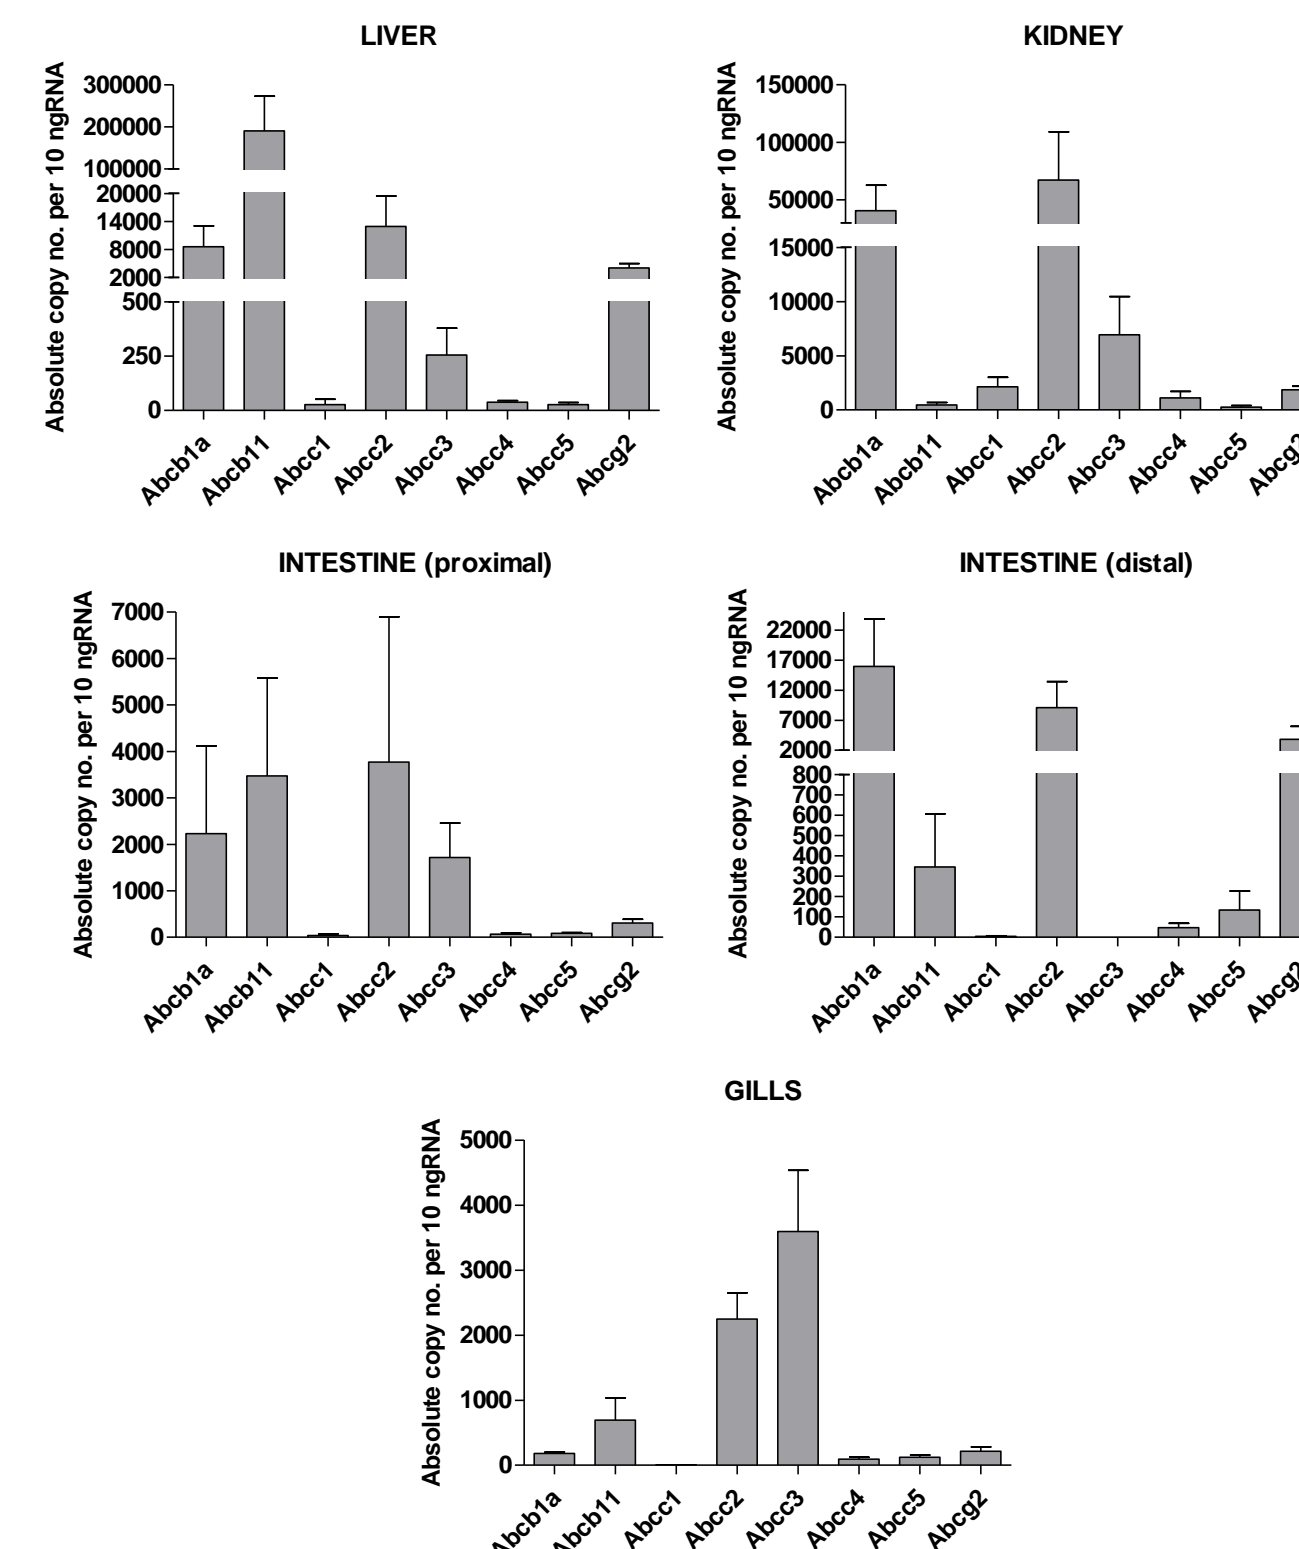 LIVER
Absolute copy no. per 10 ngRNA
300000
200000
100000
20000
14000
8000
2000
500
250
0
Abcb1a
Abcb11
Abcc1
Abcc2
Abcc3
Abcc4
Abcc5
Abcg2
KIDNEY
Absolute copy no. per 10 ngRNA
150000
100000
50000
15000
10000
5000
0
Abcb1a
Abcb11
Abcc1
Abcc2
Abcc3
Abcc4
Abcc5
Abcg2
INTESTINE (proximal)
Absolute copy no. per 10 ngRNA
7000
6000
5000
4000
3000
2000
1000
0
Abcb1a
Abcb11
Abcc1
Abcc2
Abcc3
Abcc4
Abcc5
Abcg2
INTESTINE (distal)
Absolute copy no. per 10 ngRNA
22000
17000
12000
7000
2000
800
700
600
500
400
300
200
100
0
Abcb1a
Abcb11
Abcc1
Abcc2
Abcc3
Abcc4
Abcc5
Abcg2
GILLS
Absolute copy no. per 10 ngRNA
5000
4000
3000
2000
1000
0
Abcb1a
Abcb11
Abcc1
Abcc2
Abcc3
Abcc4
Abcc5
Abcg2